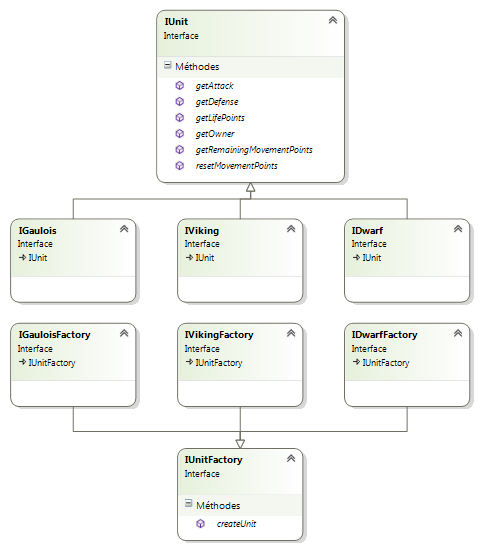 IUnit
Interface
Méthodes
getAttack
getDefense
getLifePoints
getOwner
getRemainingMovementPoints
resetMovementPoints
IGaulois
Interface
IUnit
IViking
Interface
IUnit
IDwarf
Interface
IUnit
IGauloisFactory
Interface
IUnitFactory
IVikingFactory
Interface
IUnitFactory
IDwarfFactory
Interface
IUnitFactory
IUnitFactory
Interface
Méthodes
createUnit